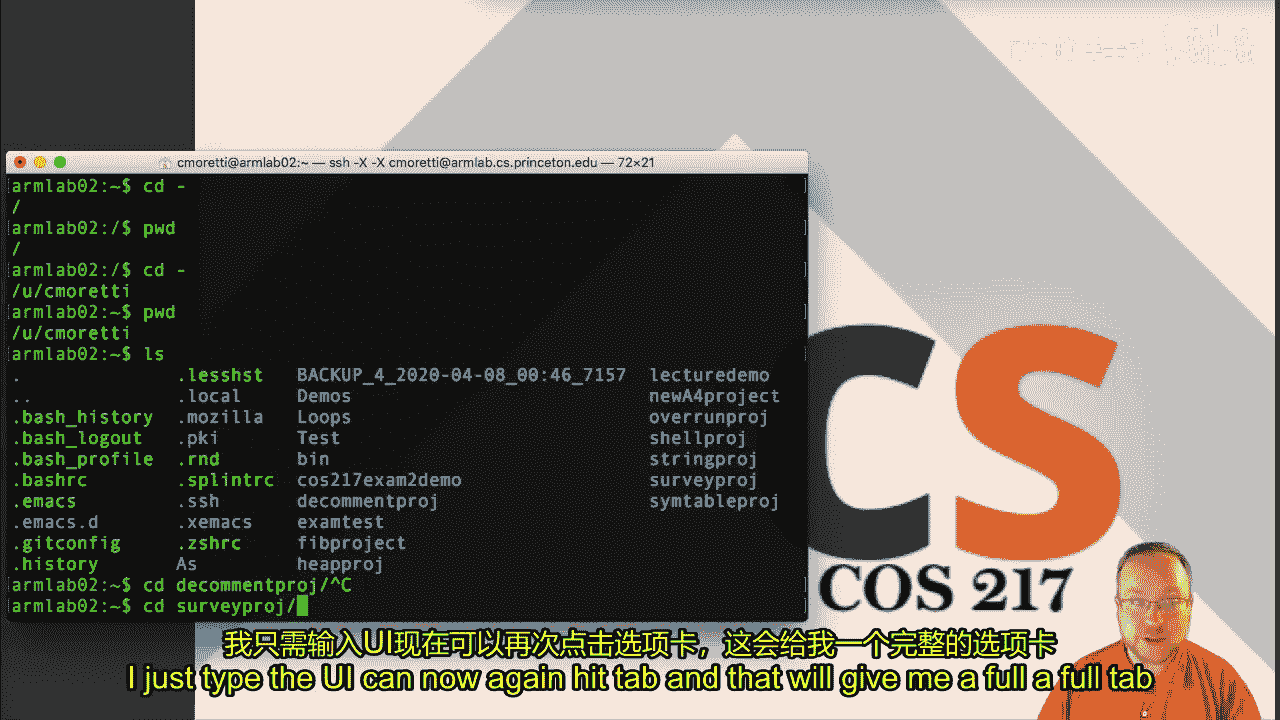 cmoretti@armlab02:~ — ssh -X -X cmoretti@armlab.cs.princeton.edu — 72×21
armlab02:~$ cd -
/
armlab02:/$ pwd
/
armlab02:/$ cd -
/u/cmoretti
armlab02:~$ pwd
/u/cmoretti
armlab02:~$ ls
. .lesshst BACKUP_4_2020-04-08_00:46_7157 lecturedemo
.. .local Demos newA4project
.bash_history .mozilla Loops overrunproj
.bash_logout .pki Test shellproj
.bash_profile .rnd bin stringproj
.bashrc .splintrc cos217exam2demo surveyproj
.emacs .ssh decommentproj symtableproj
.emacs.d .xemacs examtest
.gitconfig .zshrc fibproject
.history As heapproj
armlab02:~$ cd decommentproj/^C
armlab02:~$ cd surveyproj/
CS
COS 217
我只需输入UI现在可以再次点击选项卡，这会给我一个完整的选项卡
I just type the UI can now again hit tab and that will give me a full a full tab